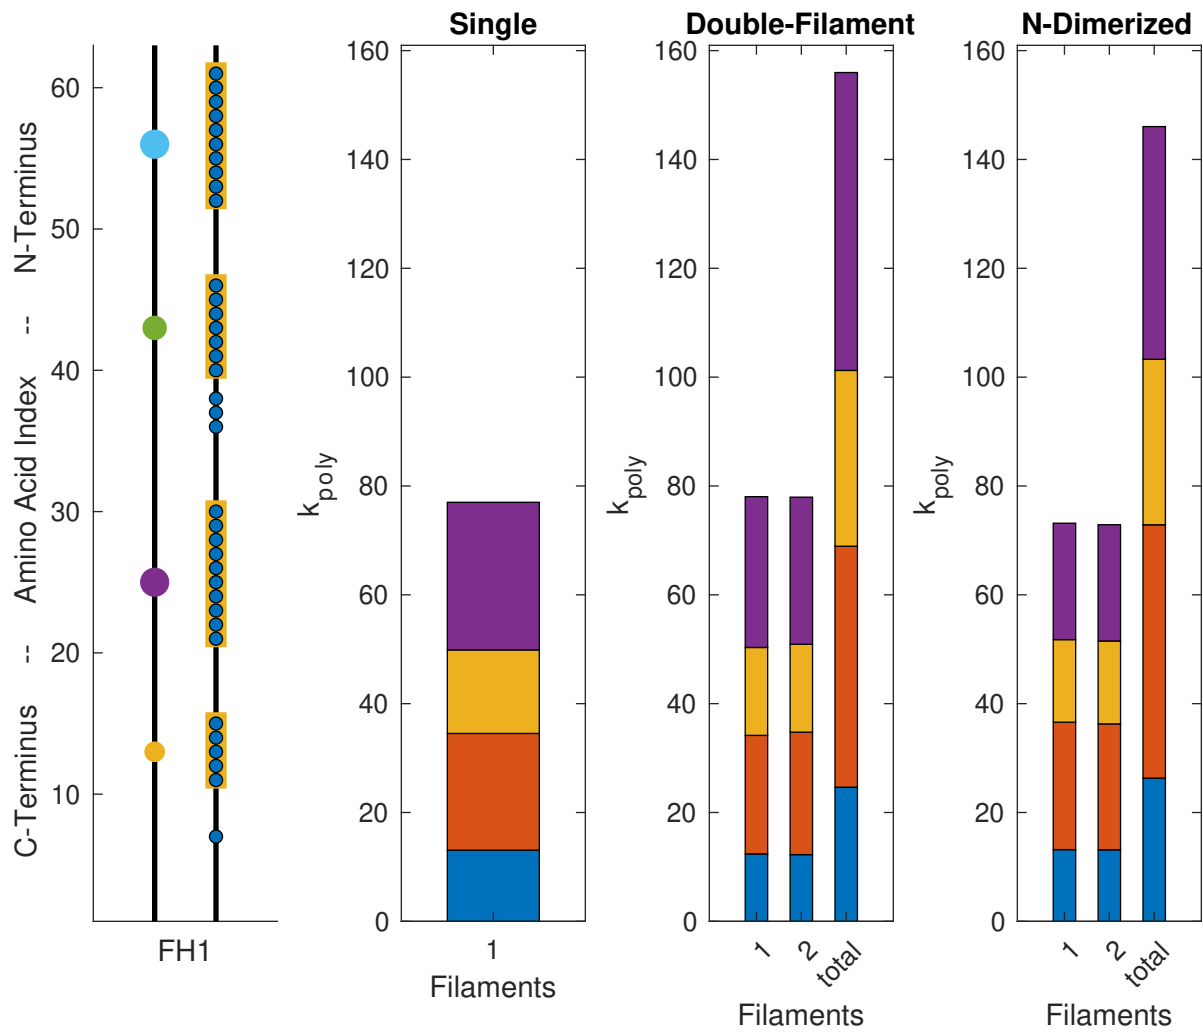 Single
Double-Filament
N-Dimerized
C-Terminus -- Amino Acid Index -- N-Terminus
60
50
40
30
20
10
FH1
k_poly
160
140
120
100
80
60
40
20
0
1
Filaments
k_poly
160
140
120
100
80
60
40
20
0
1
2
total
Filaments
k_poly
160
140
120
100
80
60
40
20
0
1
2
total
Filaments